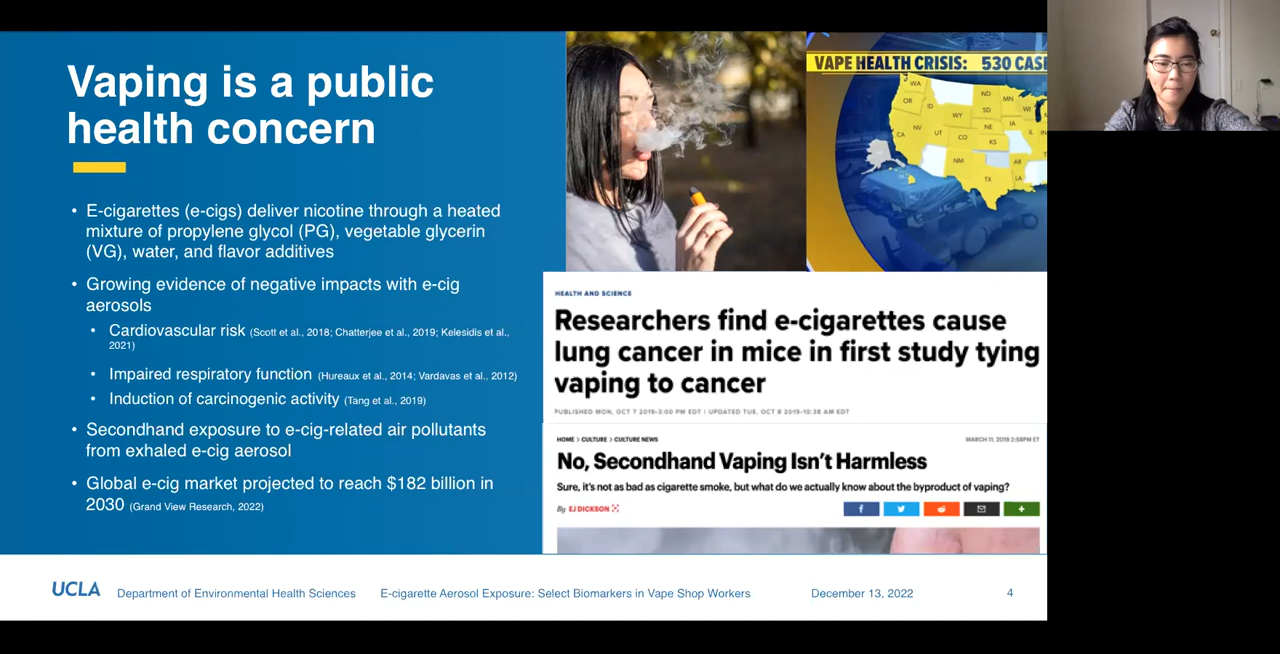 Vaping is a public
health concern
• E-cigarettes (e-cigs) deliver nicotine through a heated
mixture of propylene glycol (PG), vegetable glycerin
(VG), water, and flavor additives
• Growing evidence of negative impacts with e-cig
aerosols
• Cardiovascular risk (Scott et al., 2018; Chatterjee et al., 2019; Kelesidis et al.,
2021)
• Impaired respiratory function (Hureaux et al., 2014; Vardavas et al., 2012)
• Induction of carcinogenic activity (Tang et al., 2019)
• Secondhand exposure to e-cig-related air pollutants
from exhaled e-cig aerosol
• Global e-cig market projected to reach $182 billion in
2030 (Grand View Research, 2022)
VAPE HEALTH CRISIS: 530 CAS
WA
ND
MN
OR
ID
SD
WI
WY
IA
NV
NE
CA
UT
CO
IL
IN
KS
NM
AR
TX
LA
HEALTH AND SCIENCE
Researchers find e-cigarettes cause
lung cancer in mice in first study tying
vaping to cancer
PUBLISHED MON, OCT 7 2019•3:00 PM EDT | UPDATED TUE, OCT 8 2019•10:38 AM EDT
HOME > CULTURE > CULTURE NEWS MARCH 11, 2019 2:58PM ET
No, Secondhand Vaping Isn't Harmless
Sure, it's not as bad as cigarette smoke, but what do we actually know about the byproduct of vaping?
By EJ DICKSON
UCLA Department of Environmental Health Sciences E-cigarette Aerosol Exposure: Select Biomarkers in Vape Shop Workers December 13, 2022 4